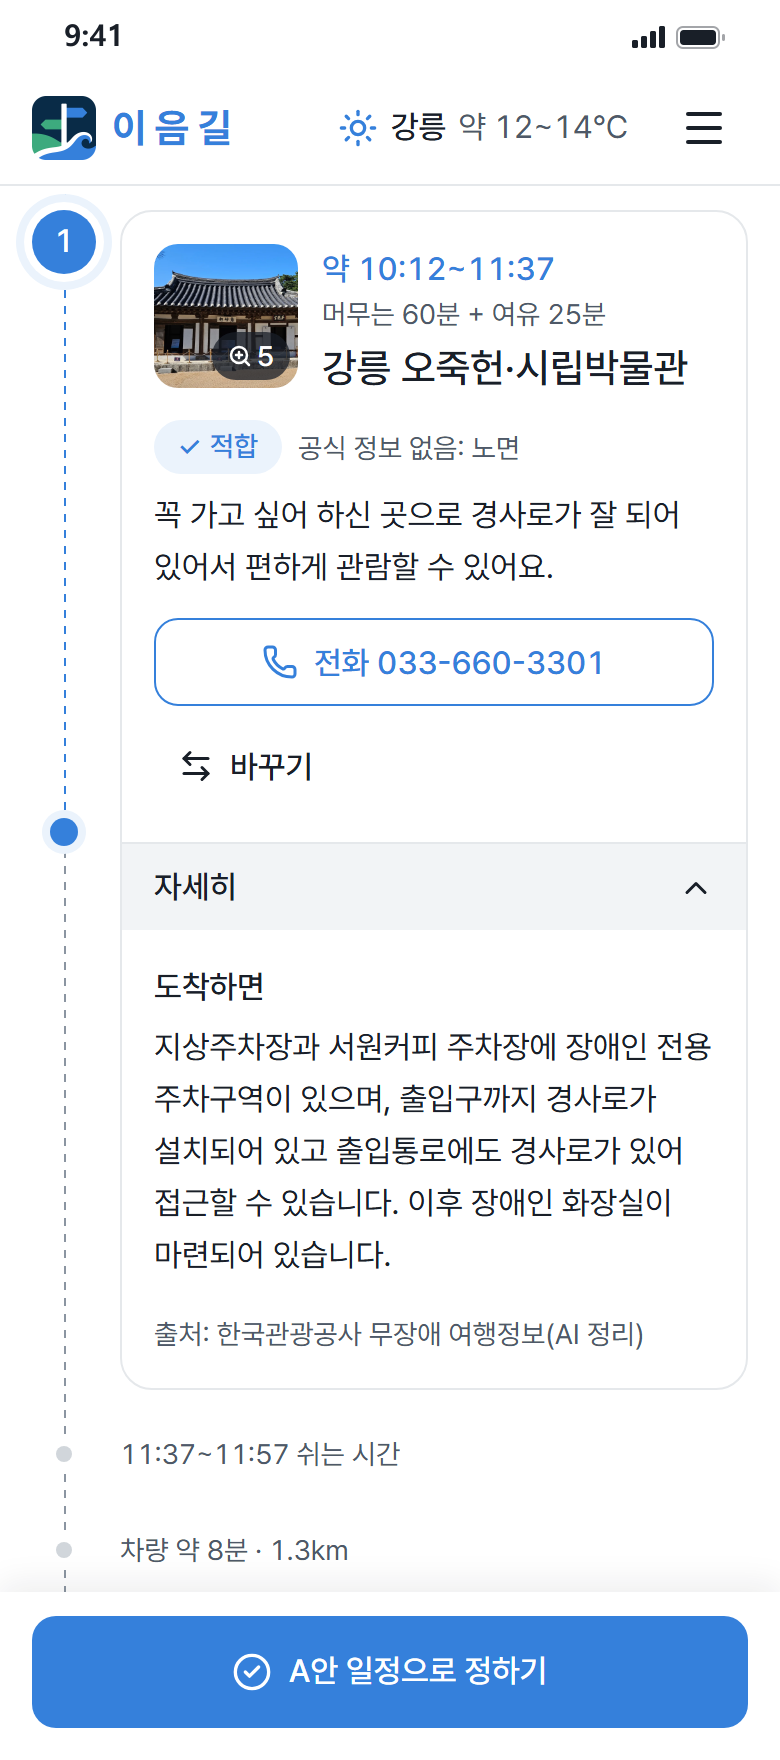 9:41
이음길
강릉 약 12~14°C
1
약 10:12~11:37
머무는 60분 + 여유 25분
강릉 오죽헌·시립박물관
5
적합
공식 정보 없음: 노면
꼭 가고 싶어 하신 곳으로 경사로가 잘 되어
있어서 편하게 관람할 수 있어요.
전화 033-660-3301
바꾸기
자세히
도착하면
지상주차장과 서원커피 주차장에 장애인 전용
주차구역이 있으며, 출입구까지 경사로가
설치되어 있고 출입통로에도 경사로가 있어
접근할 수 있습니다. 이후 장애인 화장실이
마련되어 있습니다.
출처: 한국관광공사 무장애 여행정보(AI 정리)
11:37~11:57 쉬는 시간
차량 약 8분 · 1.3km
A안 일정으로 정하기